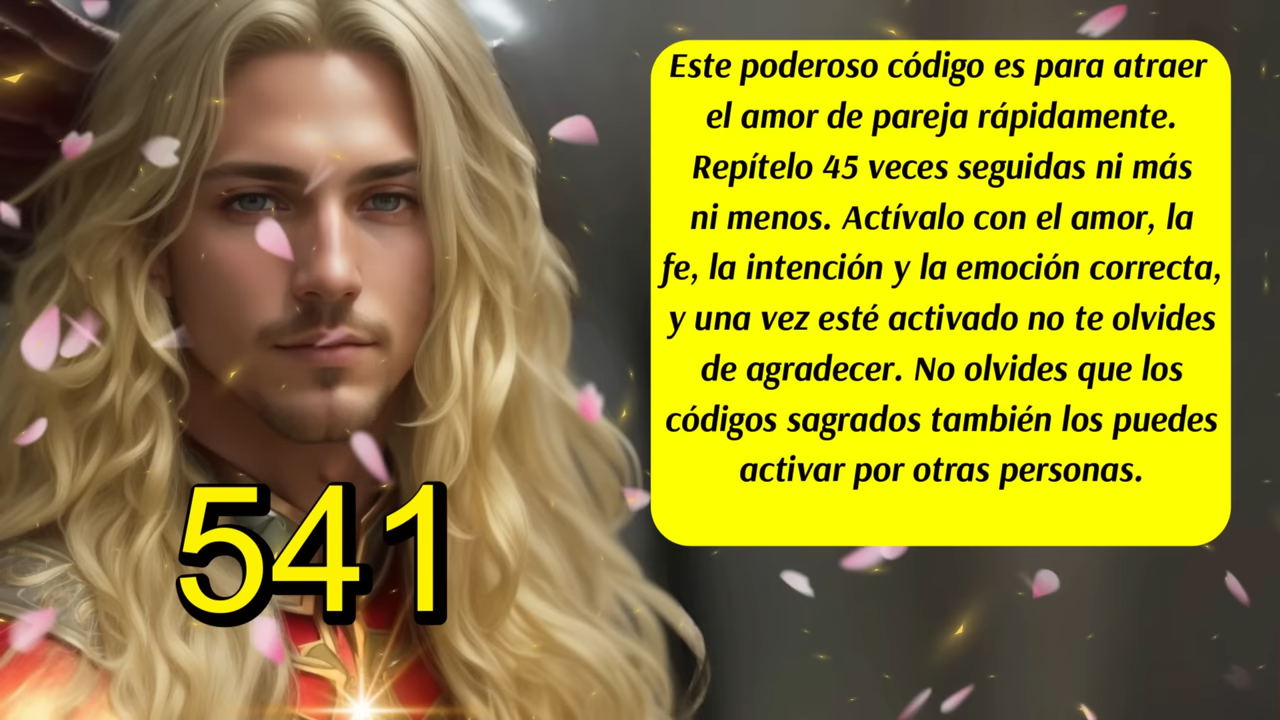 Este poderoso código es para atraer
el amor de pareja rápidamente.
Repítelo 45 veces seguidas ni más
ni menos. Actívalo con el amor, la
fe, la intención y la emoción correcta,
y una vez esté activado no te olvides
de agradecer. No olvides que los
códigos sagrados también los puedes
activar por otras personas.
541